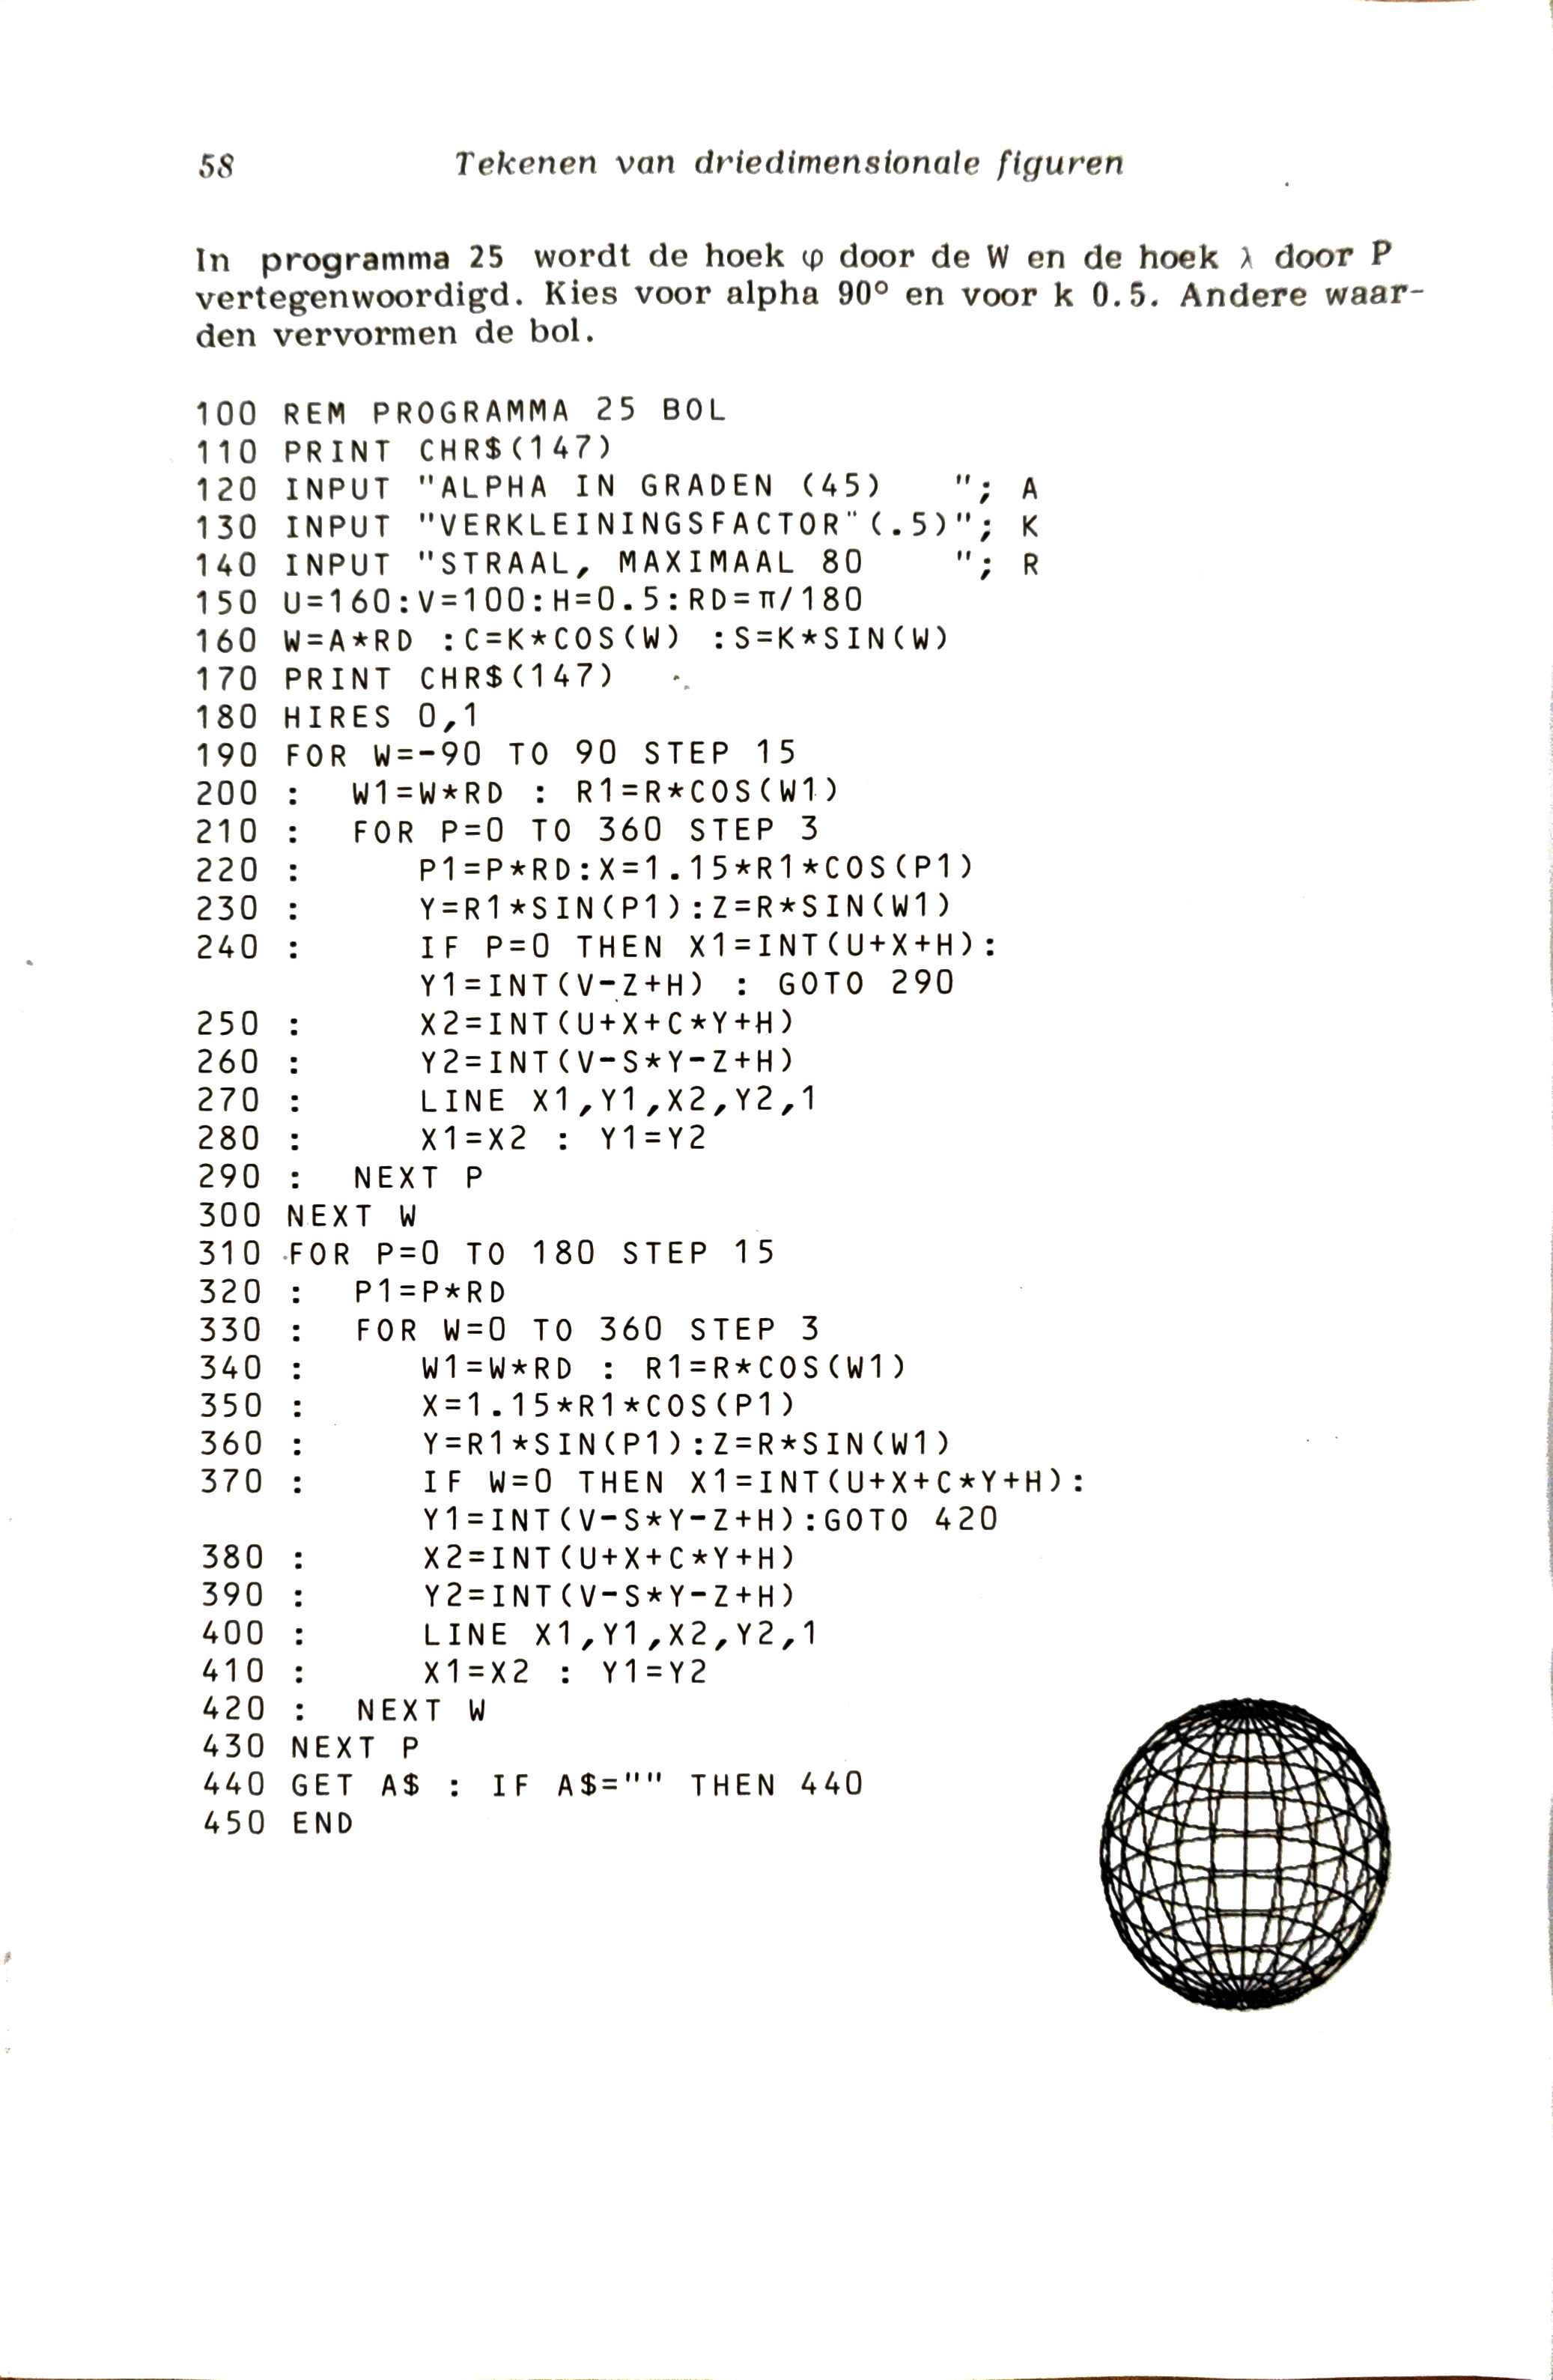 58 Tekenen van driedimensionale figuren
In programma 25 wordt de hoek φ door de W en de hoek λ door P
vertegenwoordigd. Kies voor alpha 90° en voor k 0.5. Andere waar-
den vervormen de bol.
100 REM PROGRAMMA 25 BOL
110 PRINT CHR$(147)
120 INPUT "ALPHA IN GRADEN (45)   "; A
130 INPUT "VERKLEININGSFACTOR"(.5)"; K
140 INPUT "STRAAL, MAXIMAAL 80    "; R
150 U=160:V=100:H=0.5:RD=π/180
160 W=A*RD :C=K*COS(W) :S=K*SIN(W)
170 PRINT CHR$(147)
180 HIRES 0,1
190 FOR W=-90 TO 90 STEP 15
200 :  W1=W*RD : R1=R*COS(W1)
210 :  FOR P=0 TO 360 STEP 3
220 :     P1=P*RD:X=1.15*R1*COS(P1)
230 :     Y=R1*SIN(P1):Z=R*SIN(W1)
240 :     IF P=0 THEN X1=INT(U+X+H):
          Y1=INT(V-Z+H) : GOTO 290
250 :     X2=INT(U+X+C*Y+H)
260 :     Y2=INT(V-S*Y-Z+H)
270 :     LINE X1,Y1,X2,Y2,1
280 :     X1=X2 : Y1=Y2
290 :  NEXT P
300 NEXT W
310 FOR P=0 TO 180 STEP 15
320 :  P1=P*RD
330 :  FOR W=0 TO 360 STEP 3
340 :     W1=W*RD : R1=R*COS(W1)
350 :     X=1.15*R1*COS(P1)
360 :     Y=R1*SIN(P1):Z=R*SIN(W1)
370 :     IF W=0 THEN X1=INT(U+X+C*Y+H):
          Y1=INT(V-S*Y-Z+H):GOTO 420
380 :     X2=INT(U+X+C*Y+H)
390 :     Y2=INT(V-S*Y-Z+H)
400 :     LINE X1,Y1,X2,Y2,1
410 :     X1=X2 : Y1=Y2
420 :  NEXT W
430 NEXT P
440 GET A$ : IF A$="" THEN 440
450 END